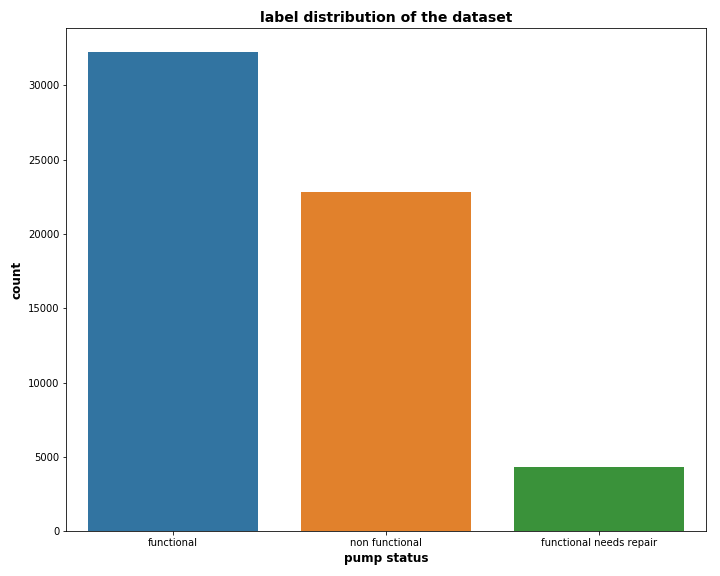 label distribution of the dataset
30000
25000
20000
15000
10000
5000
0
count
functional
non functional
functional needs repair
pump status